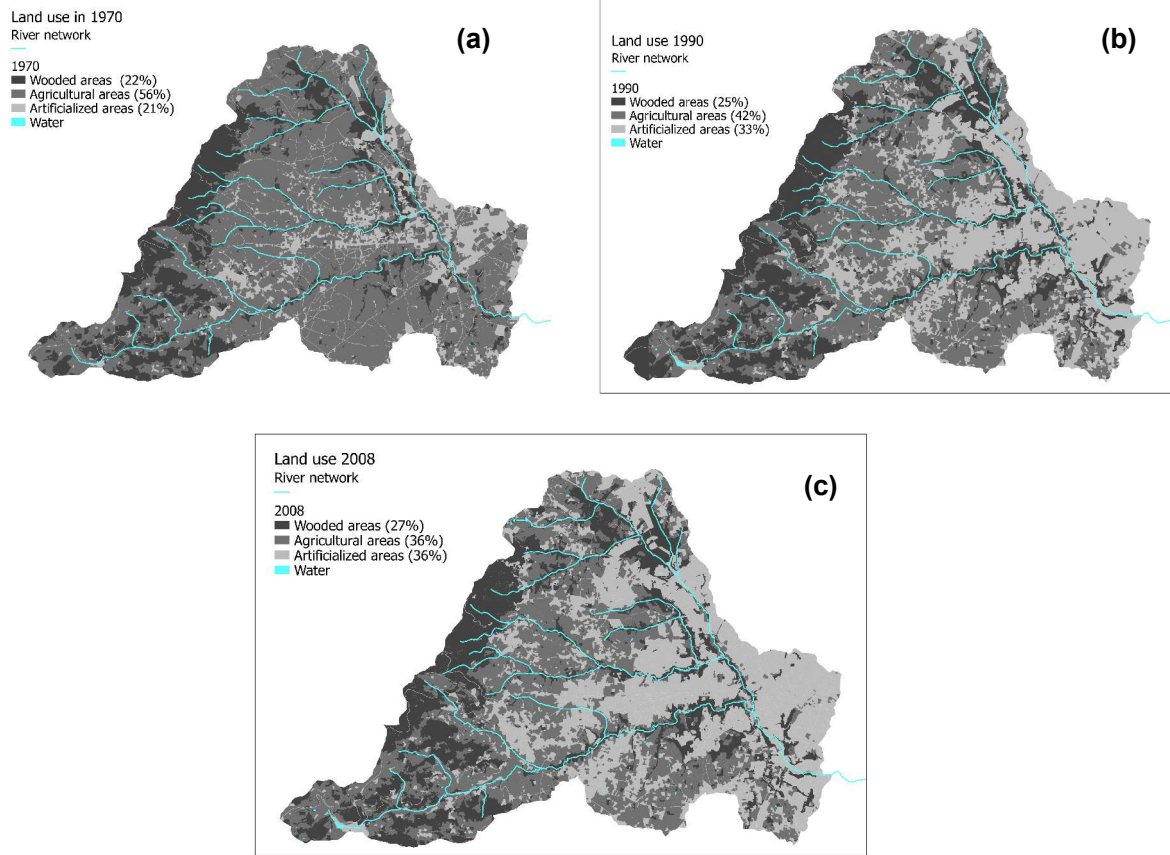 Land use in 1970
River network
1970
Wooded areas (22%)
Agricultural areas (56%)
Artificialized areas (21%)
Water
(a)
Land use 1990
River network
1990
Wooded areas (25%)
Agricultural areas (42%)
Artificialized areas (33%)
Water
(b)
Land use 2008
River network
2008
Wooded areas (27%)
Agricultural areas (36%)
Artificialized areas (36%)
Water
(c)